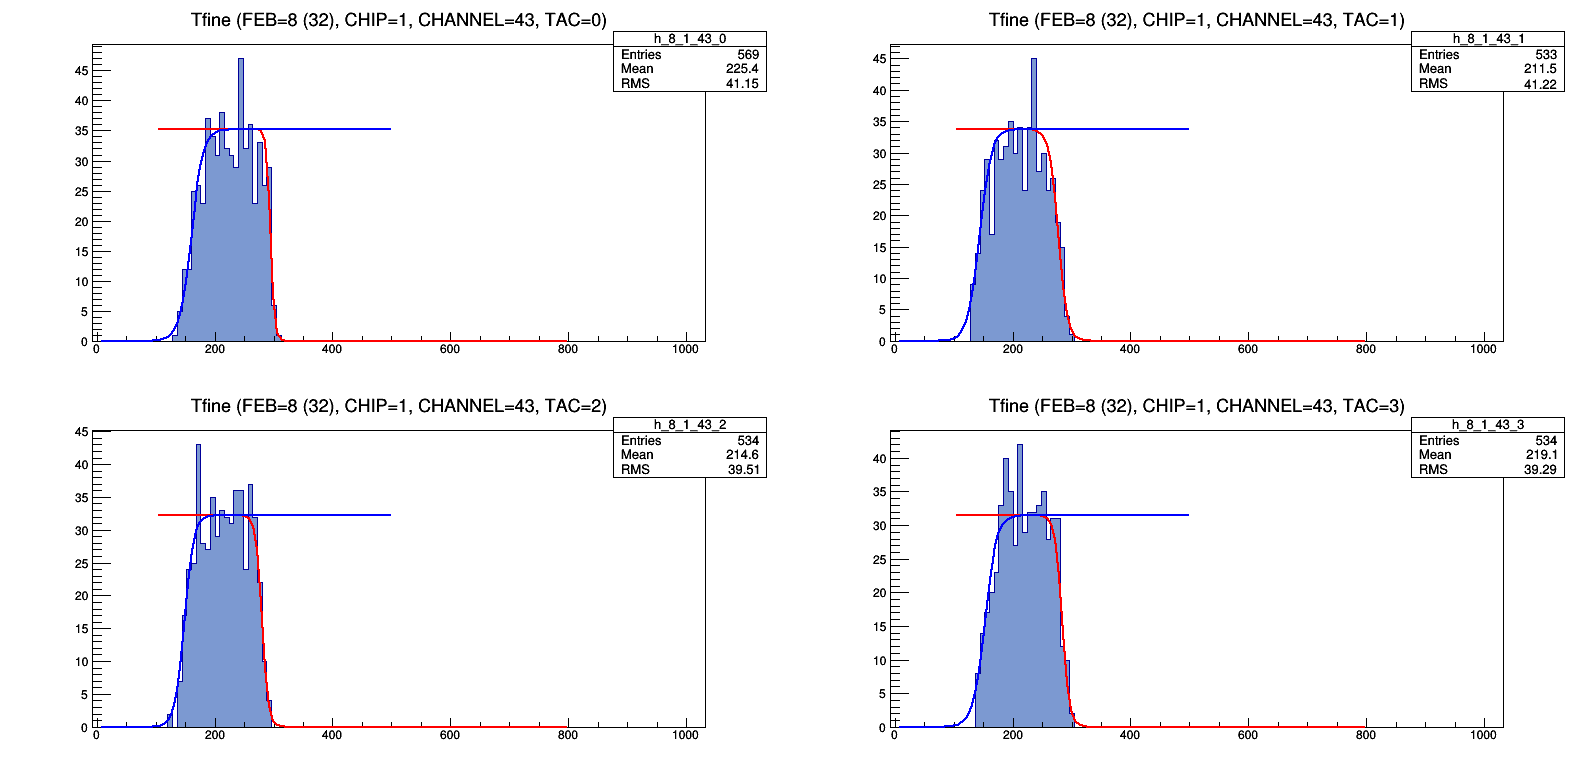 Tfine (FEB=8 (32), CHIP=1, CHANNEL=43, TAC=0)
h_8_1_43_0
Entries 569
Mean 225.4
RMS 41.15
45
40
35
30
25
20
15
10
5
0
0 200 400 600 800 1000
Tfine (FEB=8 (32), CHIP=1, CHANNEL=43, TAC=1)
h_8_1_43_1
Entries 533
Mean 211.5
RMS 41.22
45
40
35
30
25
20
15
10
5
0
0 200 400 600 800 1000
Tfine (FEB=8 (32), CHIP=1, CHANNEL=43, TAC=2)
h_8_1_43_2
Entries 534
Mean 214.6
RMS 39.51
45
40
35
30
25
20
15
10
5
0
0 200 400 600 800 1000
Tfine (FEB=8 (32), CHIP=1, CHANNEL=43, TAC=3)
h_8_1_43_3
Entries 534
Mean 219.1
RMS 39.29
40
35
30
25
20
15
10
5
0
0 200 400 600 800 1000